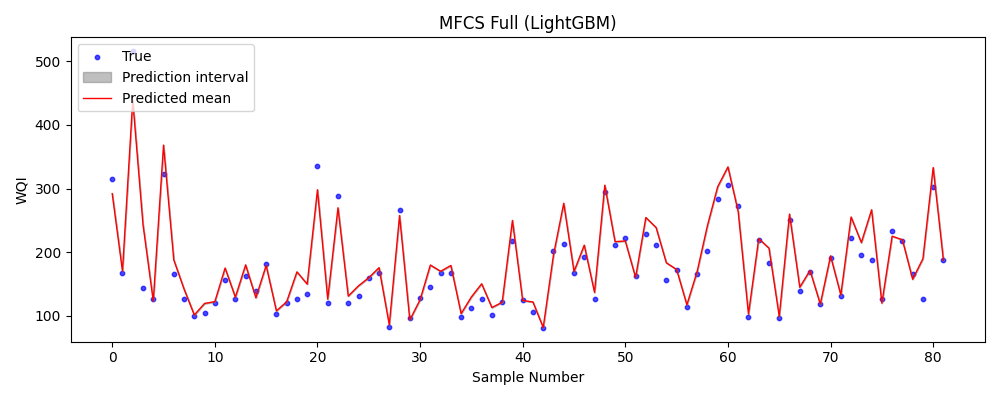 MFCS Full (LightGBM)
True
Prediction interval
Predicted mean
WQI
500
400
300
200
100
0 10 20 30 40 50 60 70 80
Sample Number